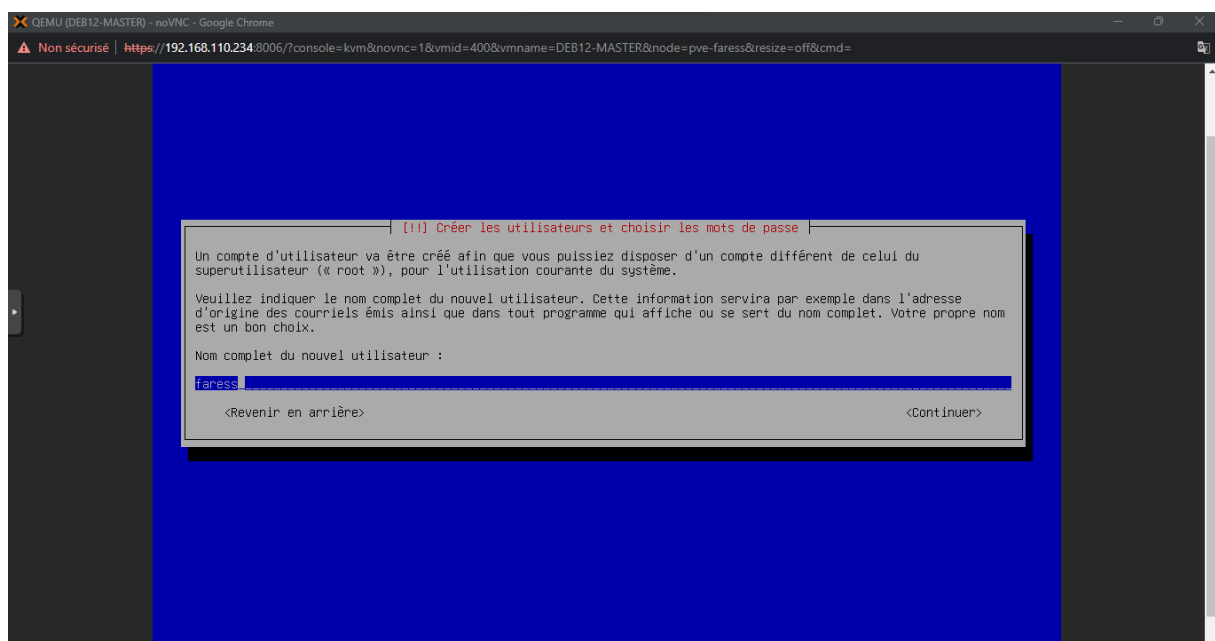 QEMU (DEB12-MASTER) - noVNC - Google Chrome
Non sécurisé | https://192.168.110.234:8006/?console=kvm&novnc=1&vmid=400&vmname=DEB12-MASTER&node=pve-faress&resize=off&cmd=
[!!] Créer les utilisateurs et choisir les mots de passe
Un compte d'utilisateur va être créé afin que vous puissiez disposer d'un compte différent de celui du
superutilisateur (« root »), pour l'utilisation courante du système.
Veuillez indiquer le nom complet du nouvel utilisateur. Cette information servira par exemple dans l'adresse
d'origine des courriels émis ainsi que dans tout programme qui affiche ou se sert du nom complet. Votre propre nom
est un bon choix.
Nom complet du nouvel utilisateur :
faress
<Revenir en arrière> <Continuer>